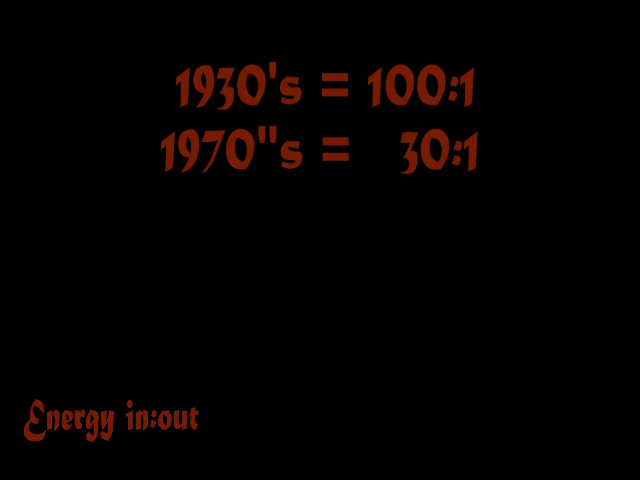 1930's = 100:1
1970"s = 30:1
Energy in:out